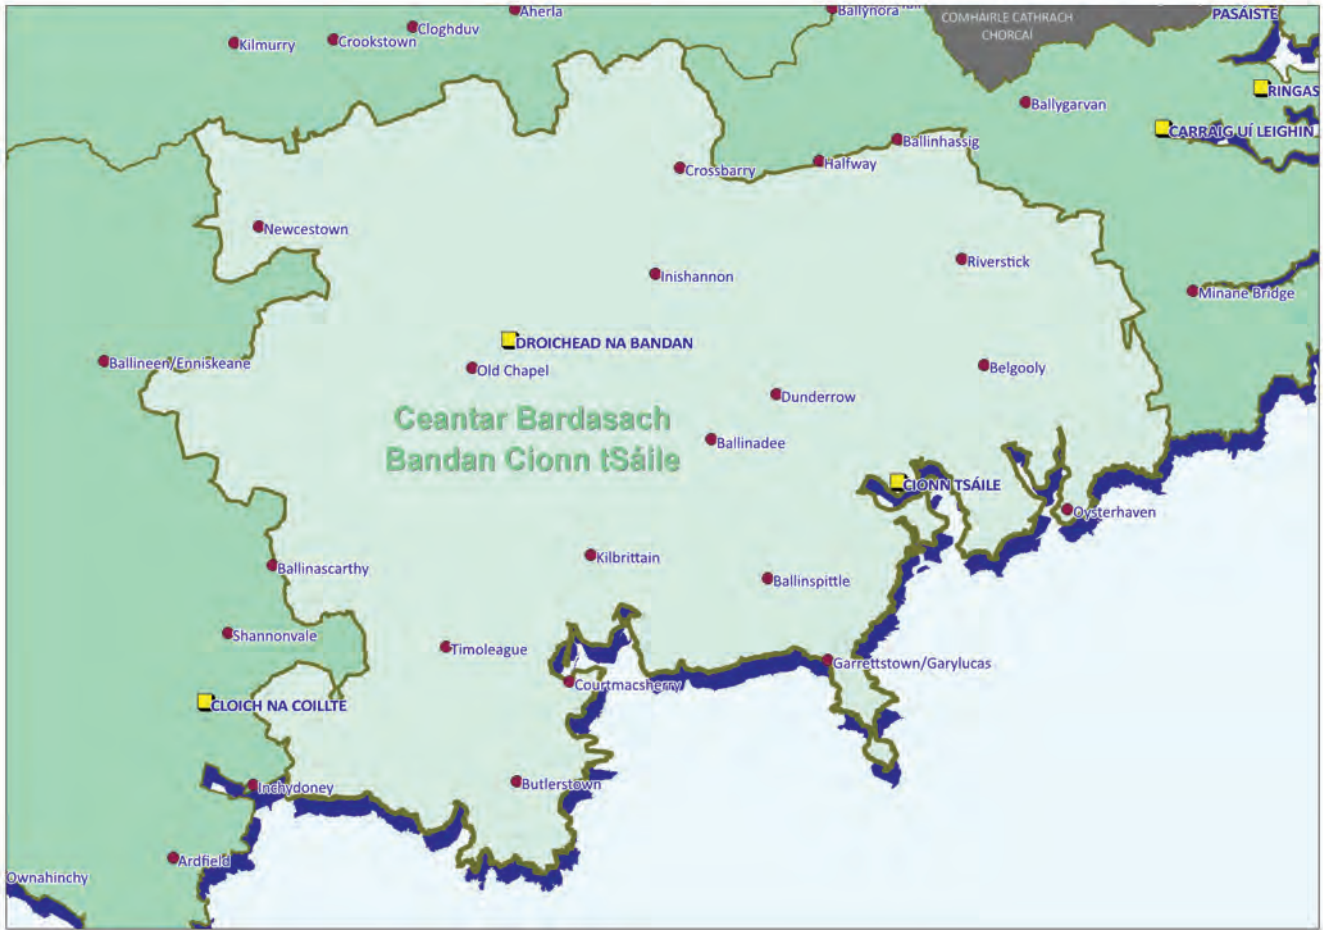 Aherla
Ballynora
COMHAIRLE CATHRACH
CHORCAÍ
PASÁISTE
Cloghduv
Kilmurry
Crookstown
RINGAS
Ballygarvan
CARRAIG UÍ LEIGHIN
Ballinhassig
Halfway
Crossbarry
Newcestown
Riverstick
Inishannon
Minane Bridge
DROICHEAD NA BANDAN
Ballineen/Enniskeane
Old Chapel
Belgooly
Dunderrow
Ceantar Bardasach
Bandan Cionn tSáile
Ballinadee
CIONN TSÁILE
Oysterhaven
Kilbrittain
Ballinascarthy
Ballinspittle
Shannonvale
Timoleague
Garrettstown/Garylucas
Courtmacsherry
CLOICH NA COILLTE
Inchydoney
Butlerstown
Ardfield
Ownahinchy